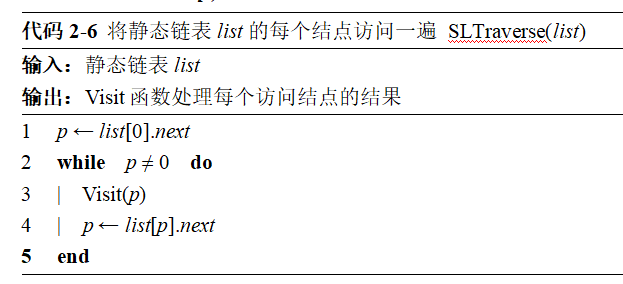 代码 2-6 将静态链表 list 的每个结点访问一遍 SLTraverse(list)
输入：静态链表 list
输出：Visit 函数处理每个访问结点的结果
1 p ← list[0].next
2 while p ≠ 0 do
3 | Visit(p)
4 | p ← list[p].next
5 end